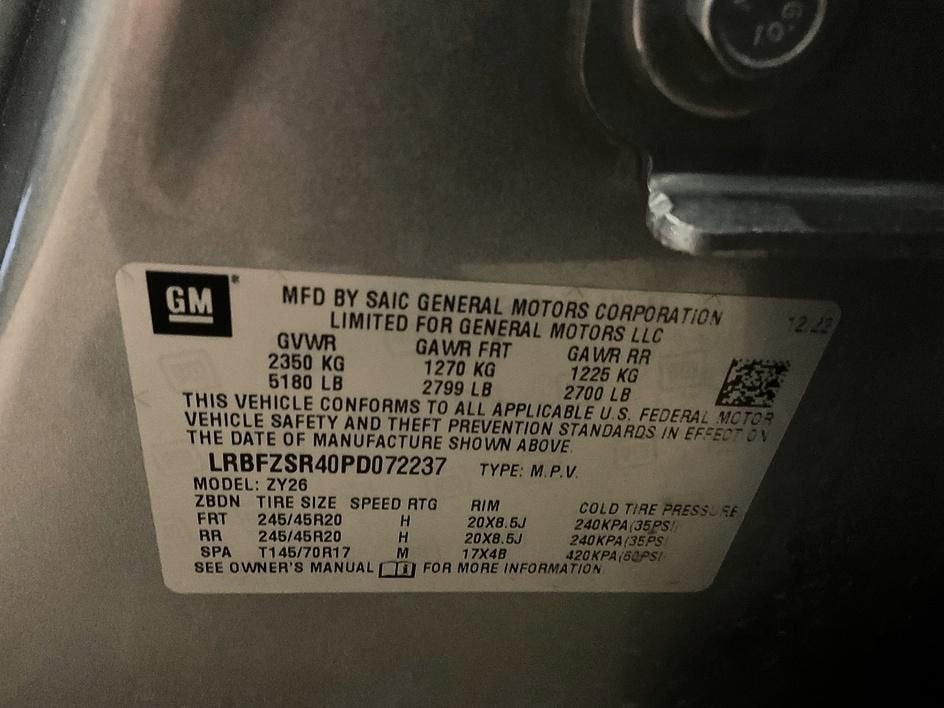 GM
MFD BY SAIC GENERAL MOTORS CORPORATION
LIMITED FOR GENERAL MOTORS LLC
12 22
GVWR GAWR FRT GAWR RR
2350 KG 1270 KG 1225 KG
5180 LB 2799 LB 2700 LB
THIS VEHICLE CONFORMS TO ALL APPLICABLE U.S. FEDERAL MOTOR
VEHICLE SAFETY AND THEFT PREVENTION STANDARDS IN EFFECT ON
THE DATE OF MANUFACTURE SHOWN ABOVE.
LRBFZSR40PD072237 TYPE: M.P.V.
MODEL: ZY26
ZBDN TIRE SIZE SPEED RTG RIM COLD TIRE PRESSURE
FRT 245/45R20 H 20X8.5J 240KPA(35PSI)
RR 245/45R20 H 20X8.5J 240KPA(35PSI
SPA T145/70R17 M 17X4B 420KPA(60PSI
SEE OWNER'S MANUAL FOR MORE INFORMATION.